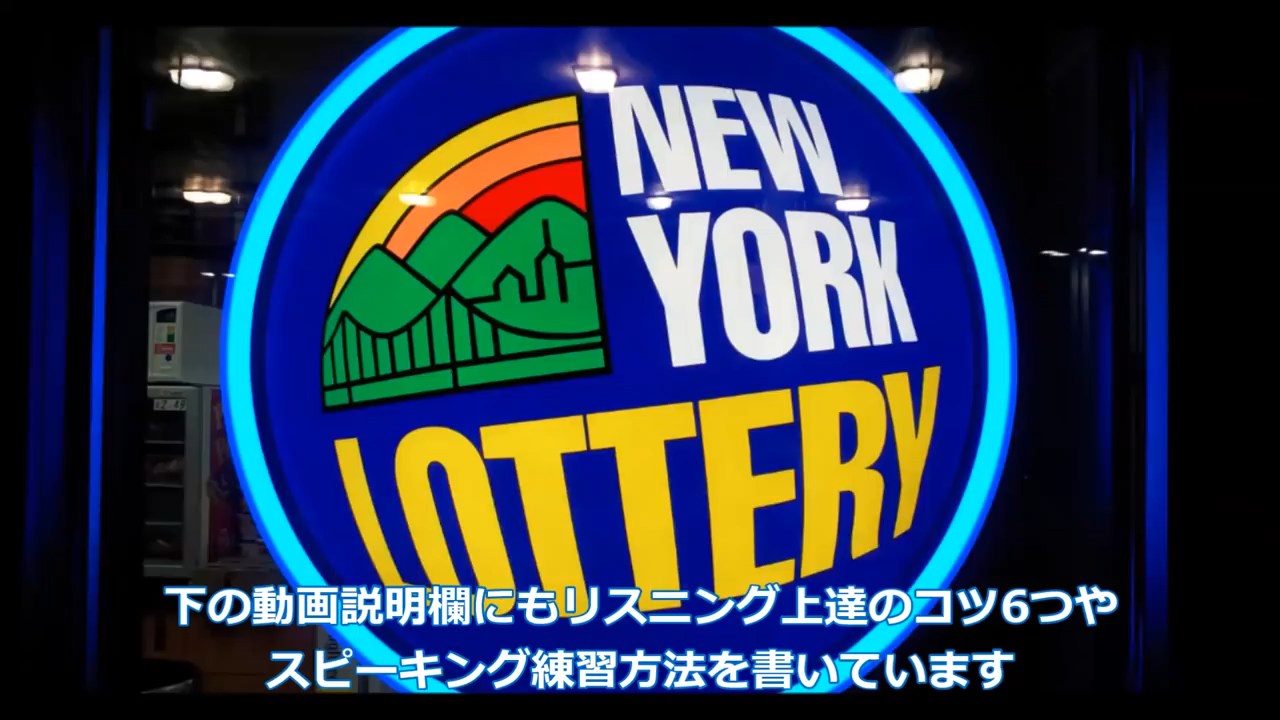 NEW
YORK
LOTTERY
下の動画説明欄にもリスニング上達のコツ6つや
スピーキング練習方法を書いています